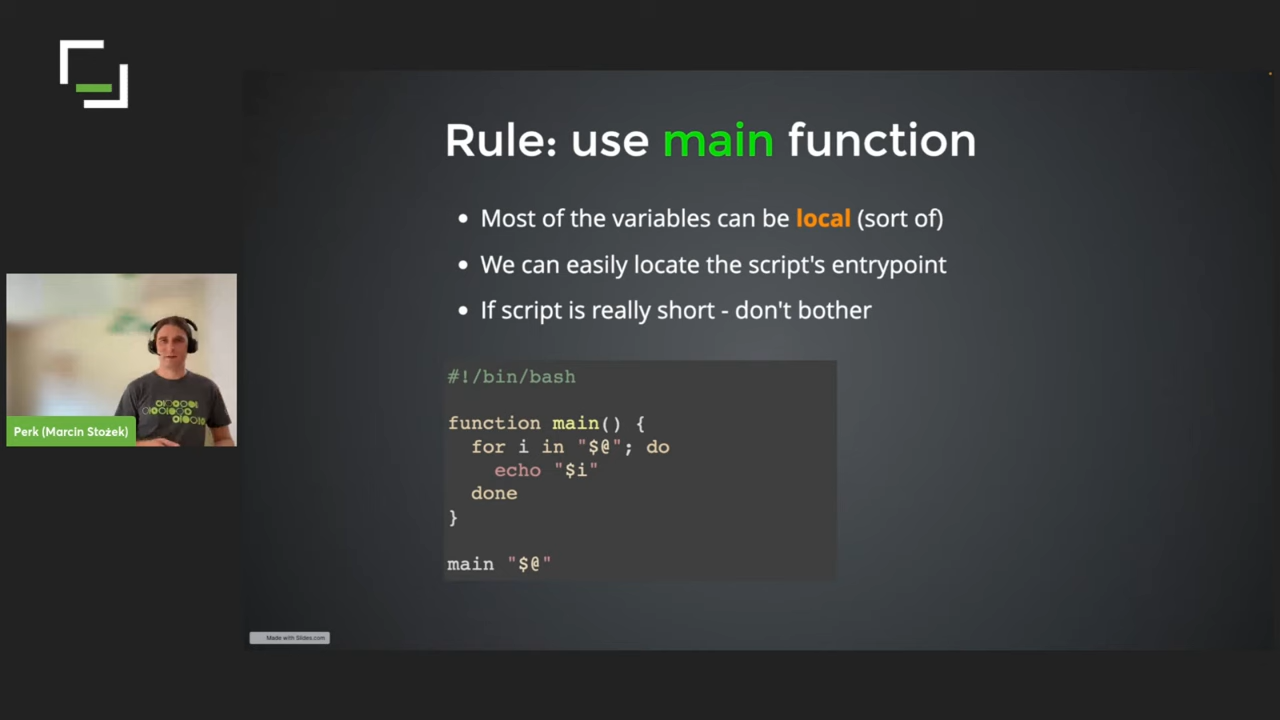 Rule: use main function
Most of the variables can be local (sort of)
We can easily locate the script's entrypoint
If script is really short - don't bother
#!/bin/bash
function main() {
for i in "$@"; do
echo "$i"
done
}
main "$@"
Perk (Marcin Stożek)
Made with Slides.com